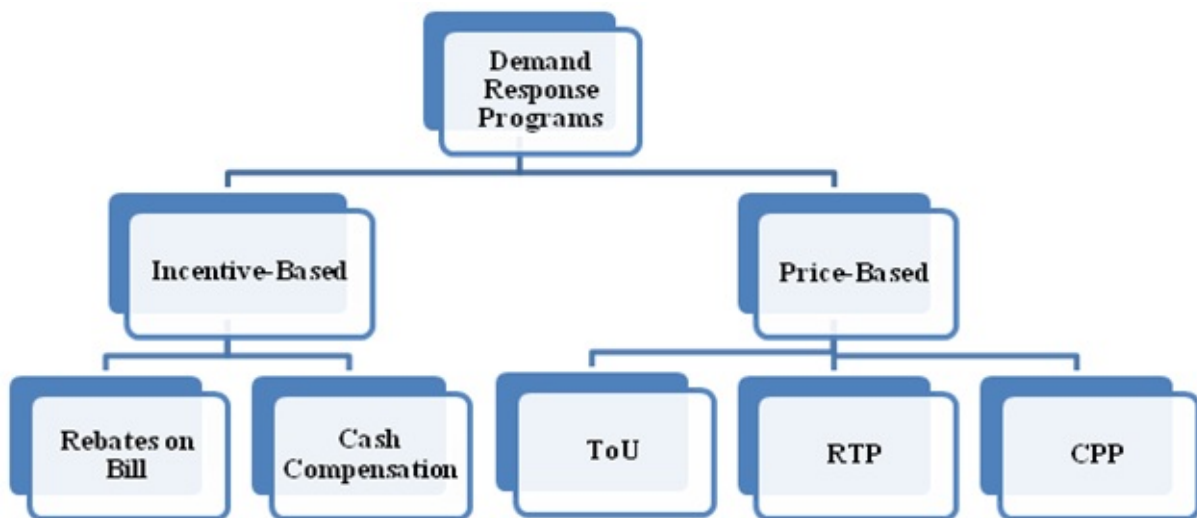 Demand
Response
Programs
Incentive-Based
Price-Based
Rebates on
Bill
Cash
Compensation
ToU
RTP
CPP